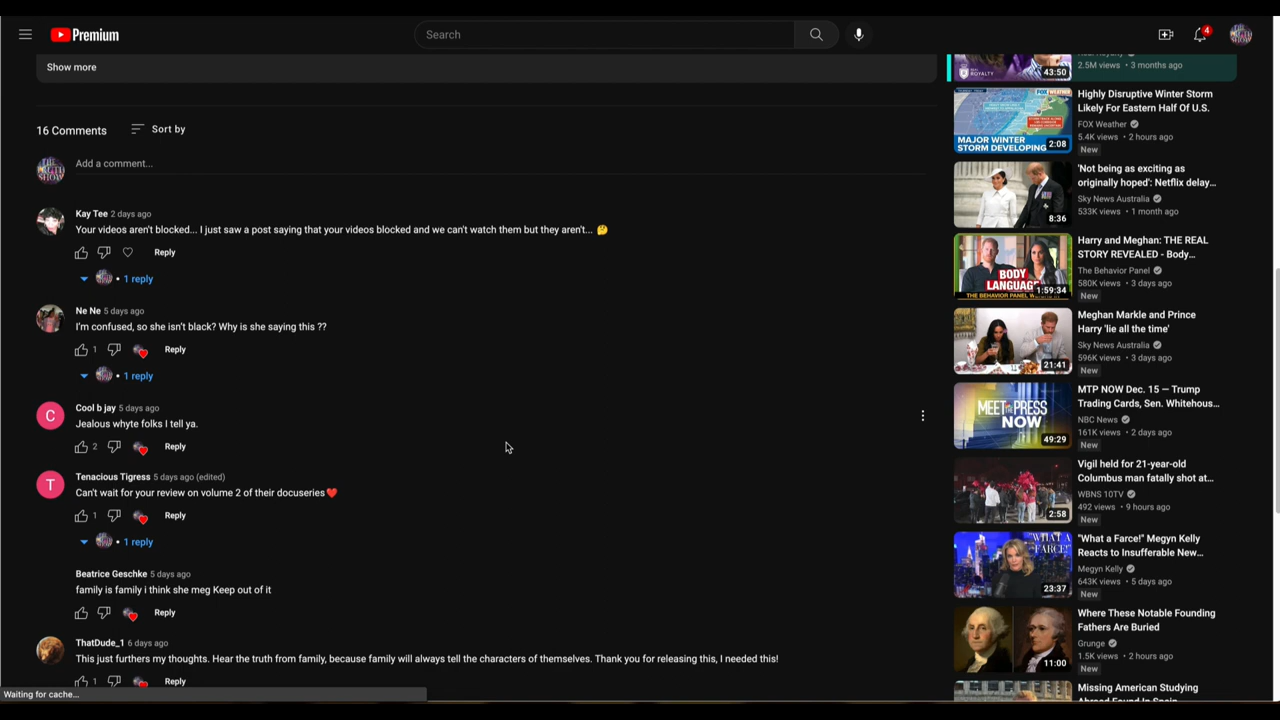 Premium
Search
4
Show more
16 Comments
Sort by
Add a comment...
Kay Tee 2 days ago
Your videos aren't blocked... I just saw a post saying that your videos blocked and we can't watch them but they aren't... 🤔
Reply
• 1 reply
Ne Ne 5 days ago
I'm confused, so she isn't black? Why is she saying this ??
1 Reply
• 1 reply
C
Cool b jay 5 days ago
Jealous whyte folks I tell ya.
2 Reply
T
Tenacious Tigress 5 days ago (edited)
Can't wait for your review on volume 2 of their docuseries❤️
1 Reply
• 1 reply
Beatrice Geschke 5 days ago
family is family i think she meg Keep out of it
Reply
ThatDude_1 6 days ago
This just furthers my thoughts. Hear the truth from family, because family will always tell the characters of themselves. Thank you for releasing this, I needed this!
1 Reply
Waiting for cache...
ROYALTY
43:50
2.5M views • 3 months ago
FOX WEATHER
MAJOR WINTER
STORM DEVELOPING
2:08
Highly Disruptive Winter Storm
Likely For Eastern Half Of U.S.
FOX Weather
5.4K views • 2 hours ago
New
8:36
'Not being as exciting as
originally hoped': Netflix delay...
Sky News Australia
533K views • 1 month ago
BODY
LANGUAGE
THE BEHAVIOR PANEL
1:59:34
Harry and Meghan: THE REAL
STORY REVEALED - Body...
The Behavior Panel
580K views • 3 days ago
New
21:41
Meghan Markle and Prince
Harry 'lie all the time'
Sky News Australia
596K views • 3 days ago
New
MEET THE PRESS
NOW
49:29
MTP NOW Dec. 15 — Trump
Trading Cards, Sen. Whitehous...
NBC News
161K views • 2 days ago
New
2:58
Vigil held for 21-year-old
Columbus man fatally shot at...
WBNS 10TV
492 views • 9 hours ago
New
"WHAT A
FARCE!"
23:37
"What a Farce!" Megyn Kelly
Reacts to Insufferable New...
Megyn Kelly
643K views • 5 days ago
New
11:00
Where These Notable Founding
Fathers Are Buried
Grunge
1.5K views • 2 hours ago
New
Missing American Studying
Abroad Found In Spain